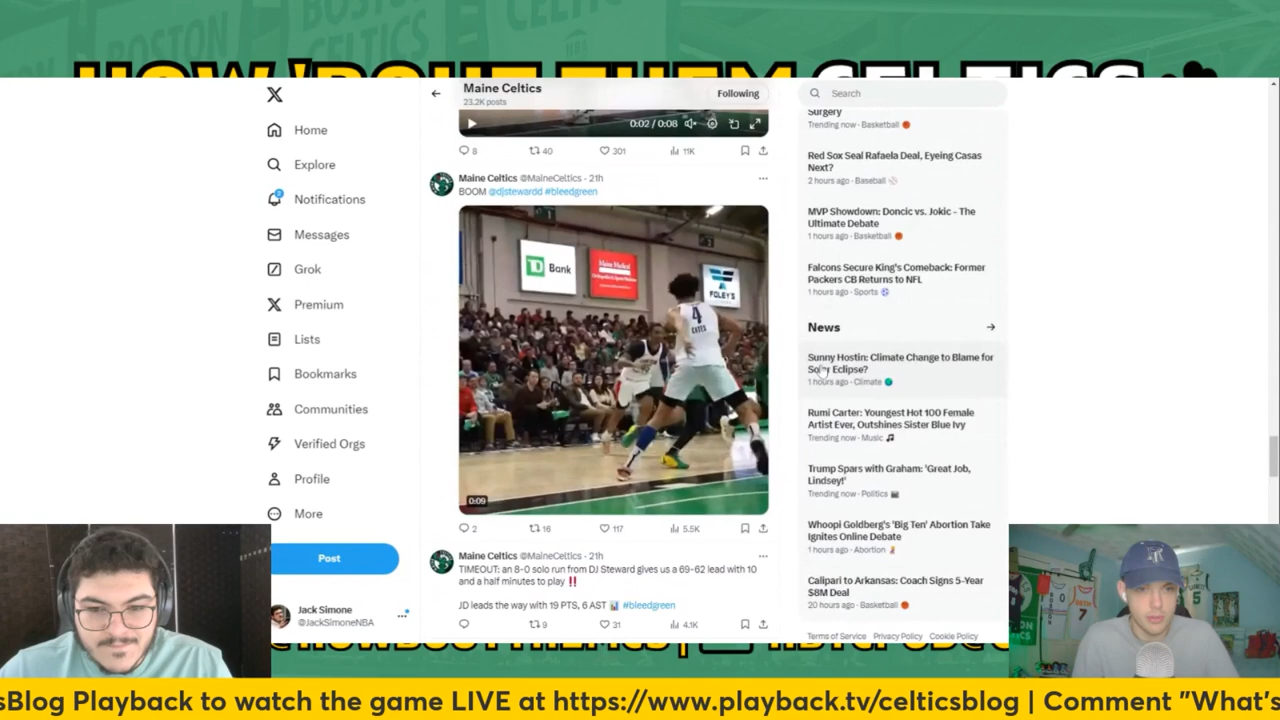 BOSTON
CELTICS
BOSTON
CELTICS
HOW 'BOUT THEM CELTICS
Home
Explore
Notifications
Messages
Grok
Premium
Lists
Bookmarks
Communities
Verified Orgs
Profile
More
Post
Jack Simone
@JackSimoneNBA
Maine Celtics
23.2K posts
Following
0:02 / 0:08
8 40 301 11K
Maine Celtics @MaineCeltics · 21h
BOOM @djstewardd #bleedgreen
TD Bank
FOLEY'S
4
0:09
2 16 117 5.5K
Maine Celtics @MaineCeltics · 21h
TIMEOUT: an 8-0 solo run from DJ Steward gives us a 69-62 lead with 10
and a half minutes to play ‼️
JD leads the way with 19 PTS, 6 AST 📊 #bleedgreen
9 31 4.1K
Search
Surgery
Trending now · Basketball
Red Sox Seal Rafaela Deal, Eyeing Casas
Next?
2 hours ago · Baseball
MVP Showdown: Doncic vs. Jokic - The
Ultimate Debate
1 hours ago · Basketball
Falcons Secure King's Comeback: Former
Packers CB Returns to NFL
1 hours ago · Sports
News
Sunny Hostin: Climate Change to Blame for
Solar Eclipse?
1 hours ago · Climate
Rumi Carter: Youngest Hot 100 Female
Artist Ever, Outshines Sister Blue Ivy
Trending now · Music
Trump Spars with Graham: 'Great Job,
Lindsey!'
Trending now · Politics
Whoopi Goldberg's 'Big Ten' Abortion Take
Ignites Online Debate
1 hours ago · Abortion
Calipari to Arkansas: Coach Signs 5-Year
$8M Deal
20 hours ago · Basketball
Terms of Service Privacy Policy Cookie Policy
sBlog Playback to watch the game LIVE at https://www.playback.tv/celticsblog | Comment "What's